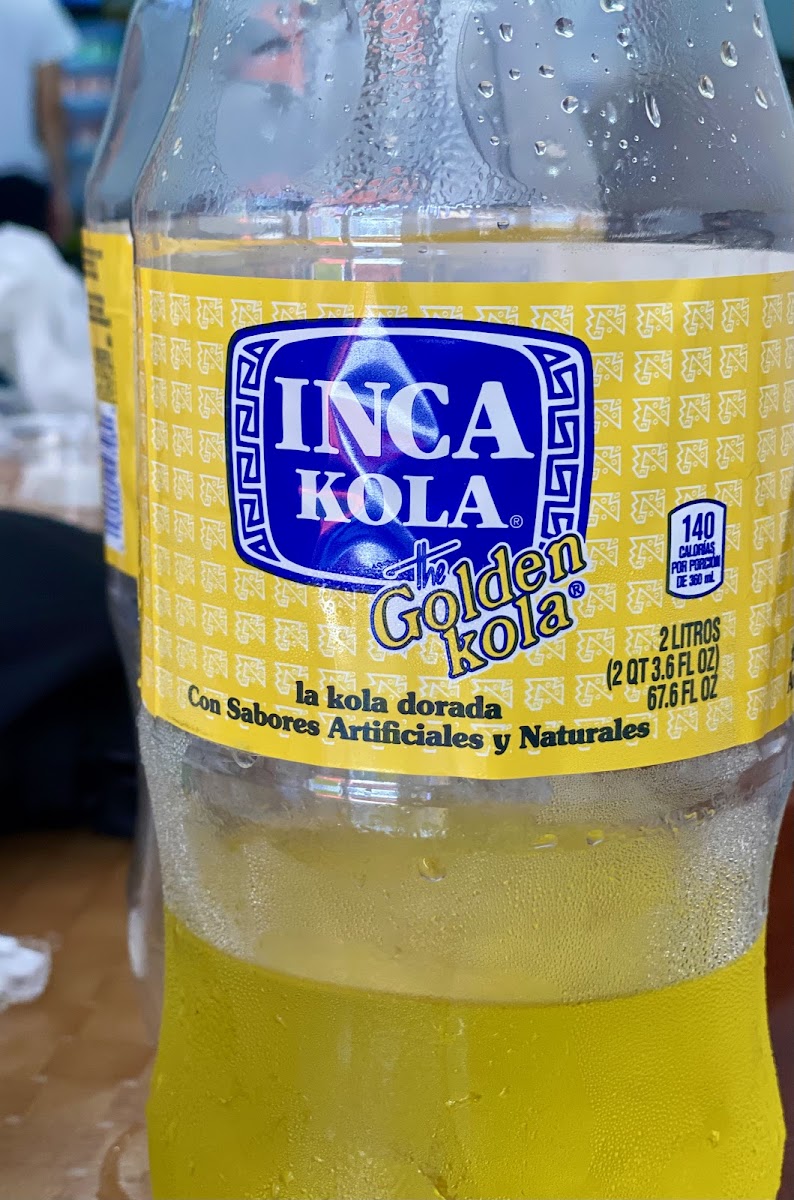 INCA
KOLA®
the
Golden
kola®
140
CALORÍAS
POR PORCIÓN
DE 360 mL
2 LITROS
(2 QT 3.6 FL OZ)
67.6 FL OZ
la kola dorada
Con Sabores Artificiales y Naturales